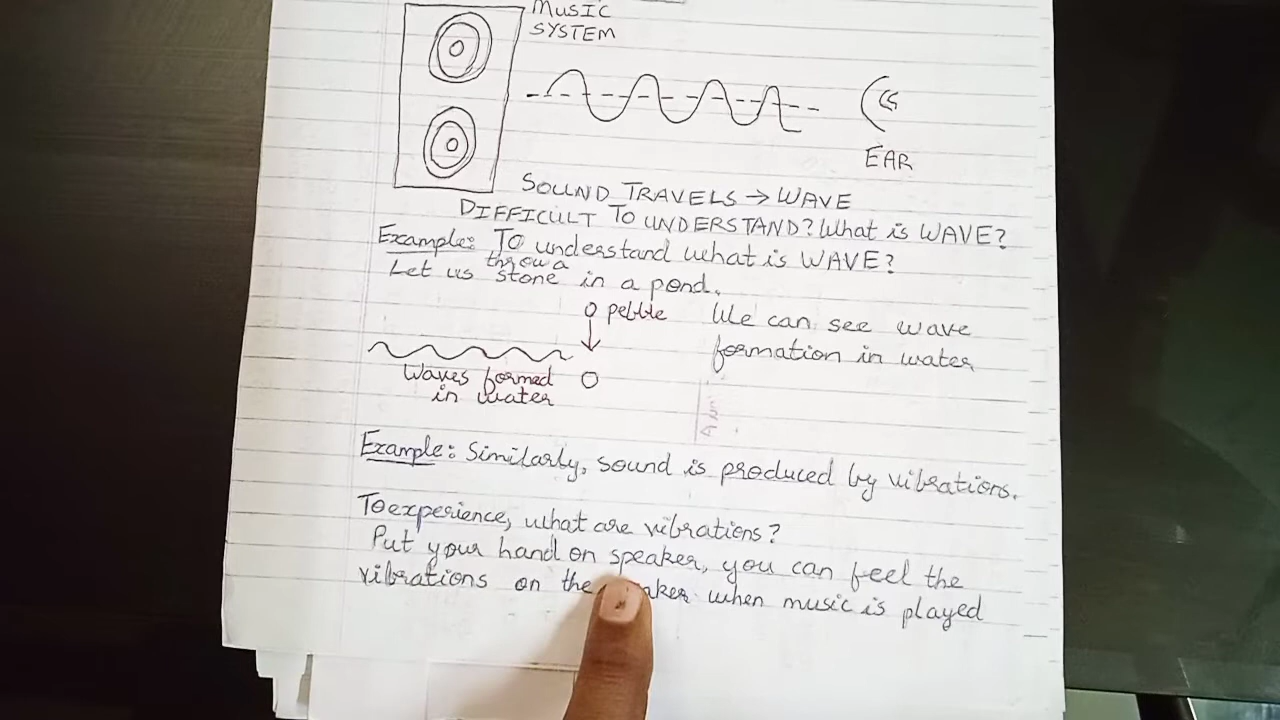 MUSIC
SYSTEM
EAR
SOUND TRAVELS → WAVE
DIFFICULT TO UNDERSTAND? What is WAVE?
Example: To understand what is WAVE?
throw a
Let us stone in a pond.
pebble We can see wave
formation in water
Waves formed
in water
Example: Similarly, sound is produced by vibrations.
To experience, what are vibrations?
Put your hand on speaker, you can feel the
vibrations on the when music is played